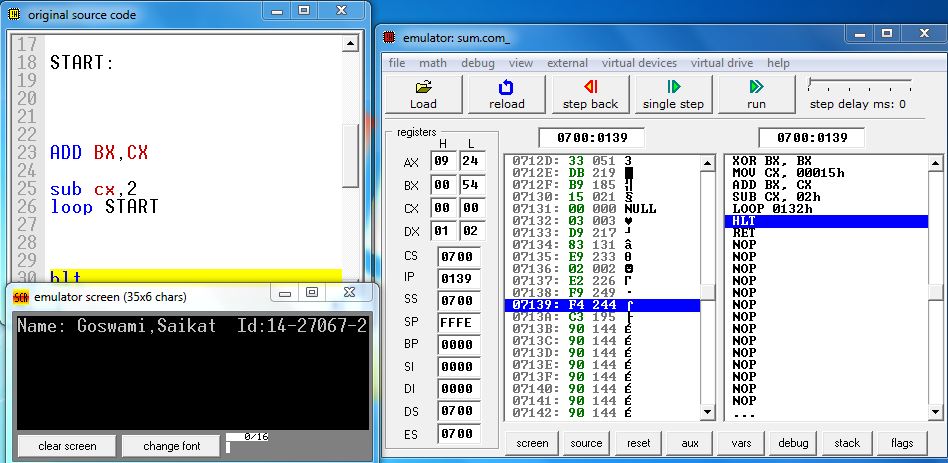 original source code
17
18 START:
19
20
21
22
23 ADD BX,CX
24
25 sub cx,2
26 loop START
27
28
29
30 hlt
emulator screen (35x6 chars)
Name: Goswami,Saikat  Id:14-27067-2
clear screen change font 0/16
emulator: sum.com_
file math debug view external virtual devices virtual drive help
Load reload step back single step run step delay ms: 0
registers 0700:0139 0700:0139
H L
AX 09 24
BX 00 54
CX 00 00
DX 01 02
CS 0700
IP 0139
SS 0700
SP FFFE
BP 0000
SI 0000
DI 0000
DS 0700
ES 0700
0712D: 33 051 3
0712E: DB 219 █
0712F: B9 185 ╣
07130: 15 021 §
07131: 00 000 NULL
07132: 03 003 ♥
07133: D9 217 ┘
07134: 83 131 â
07135: E9 233 θ
07136: 02 002 ☻
07137: E2 226 Γ
07138: F9 249 ·
07139: F4 244 ⌠
0713A: C3 195 ├
0713B: 90 144 É
0713C: 90 144 É
0713D: 90 144 É
0713E: 90 144 É
0713F: 90 144 É
07140: 90 144 É
07141: 90 144 É
07142: 90 144 É
XOR BX, BX
MOV CX, 00015h
ADD BX, CX
SUB CX, 02h
LOOP 0132h
HLT
RET
NOP
NOP
NOP
NOP
NOP
NOP
NOP
NOP
NOP
NOP
NOP
NOP
NOP
NOP
...
screen source reset aux vars debug stack flags